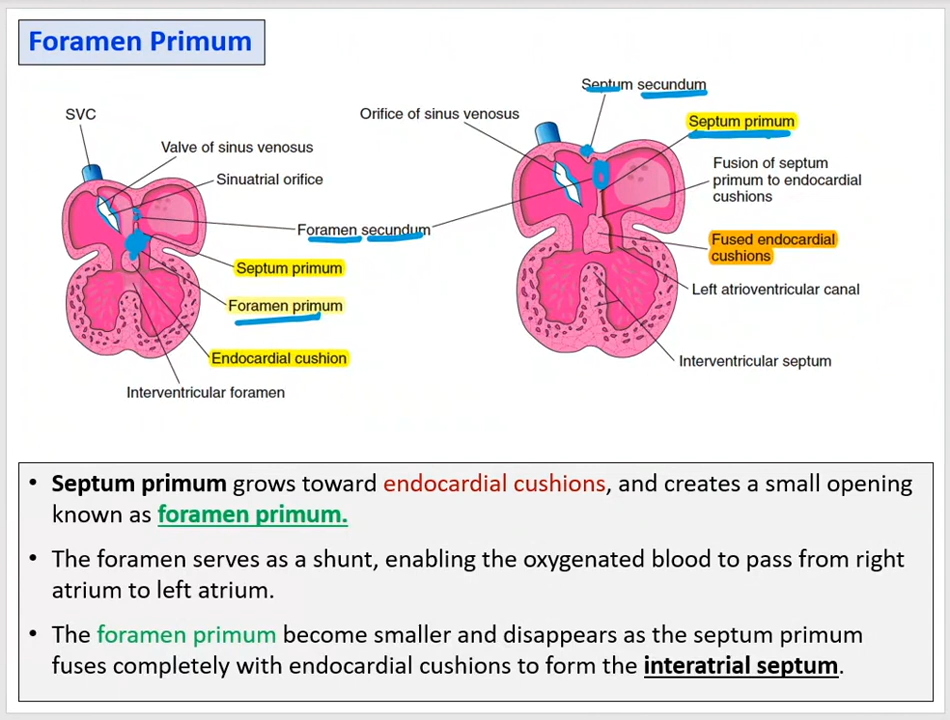 Foramen Primum
SVC
Valve of sinus venosus
Sinuatrial orifice
Foramen secundum
Septum primum
Foramen primum
Endocardial cushion
Interventricular foramen
Septum secundum
Orifice of sinus venosus
Septum primum
Fusion of septum
primum to endocardial
cushions
Fused endocardial
cushions
Left atrioventricular canal
Interventricular septum
• Septum primum grows toward endocardial cushions, and creates a small opening
known as foramen primum.
• The foramen serves as a shunt, enabling the oxygenated blood to pass from right
atrium to left atrium.
• The foramen primum become smaller and disappears as the septum primum
fuses completely with endocardial cushions to form the interatrial septum.